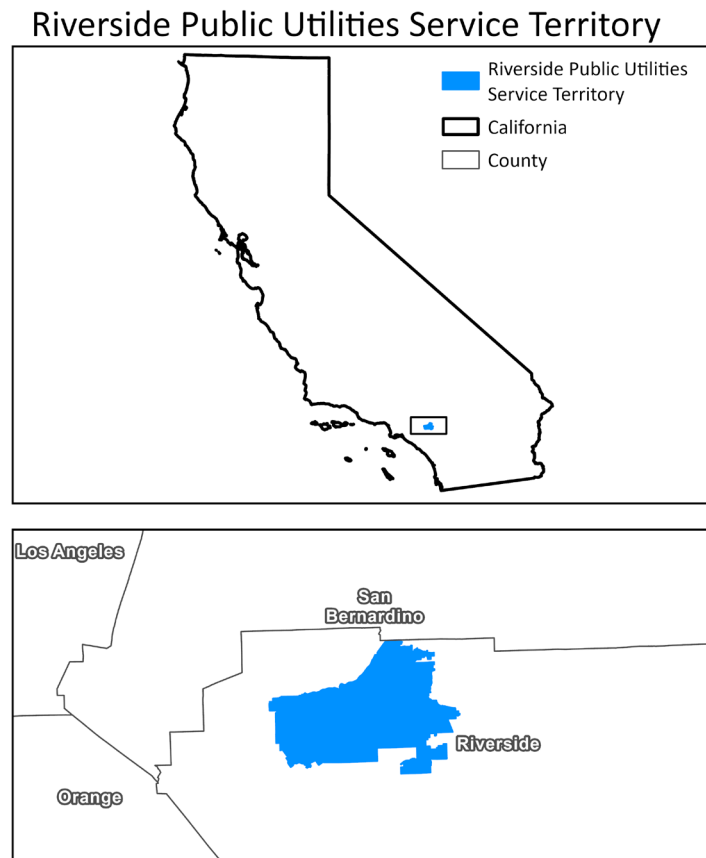 Riverside Public Utilities Service Territory
Riverside Public Utilities
Service Territory
California
County
Los Angeles
San
Bernardino
Riverside
Orange